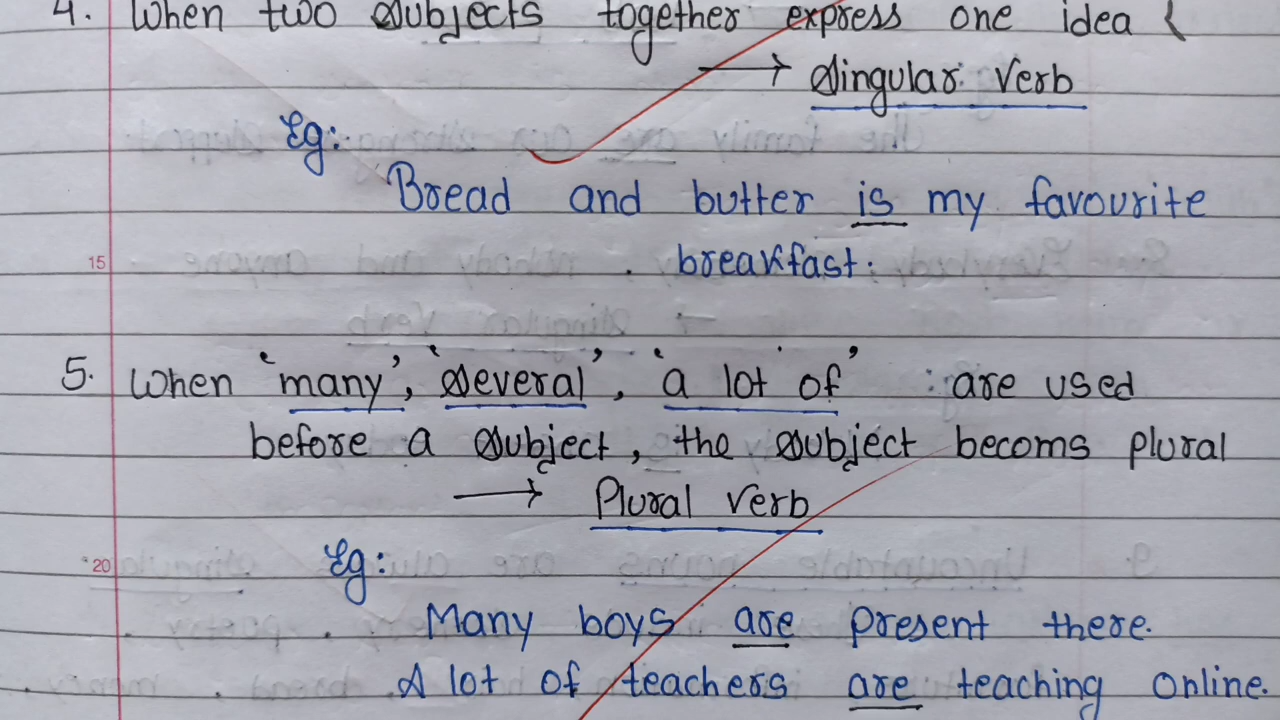 4. When two subjects together express one idea {
→ Singular Verb
Eg:
Bread and butter is my favourite
15 breakfast.
5. When 'many', 'Several', 'a lot of' are used
before a subject, the subject becoms plural
→ Plural Verb
20 Eg:
Many boys are present there.
A lot of teachers are teaching online.